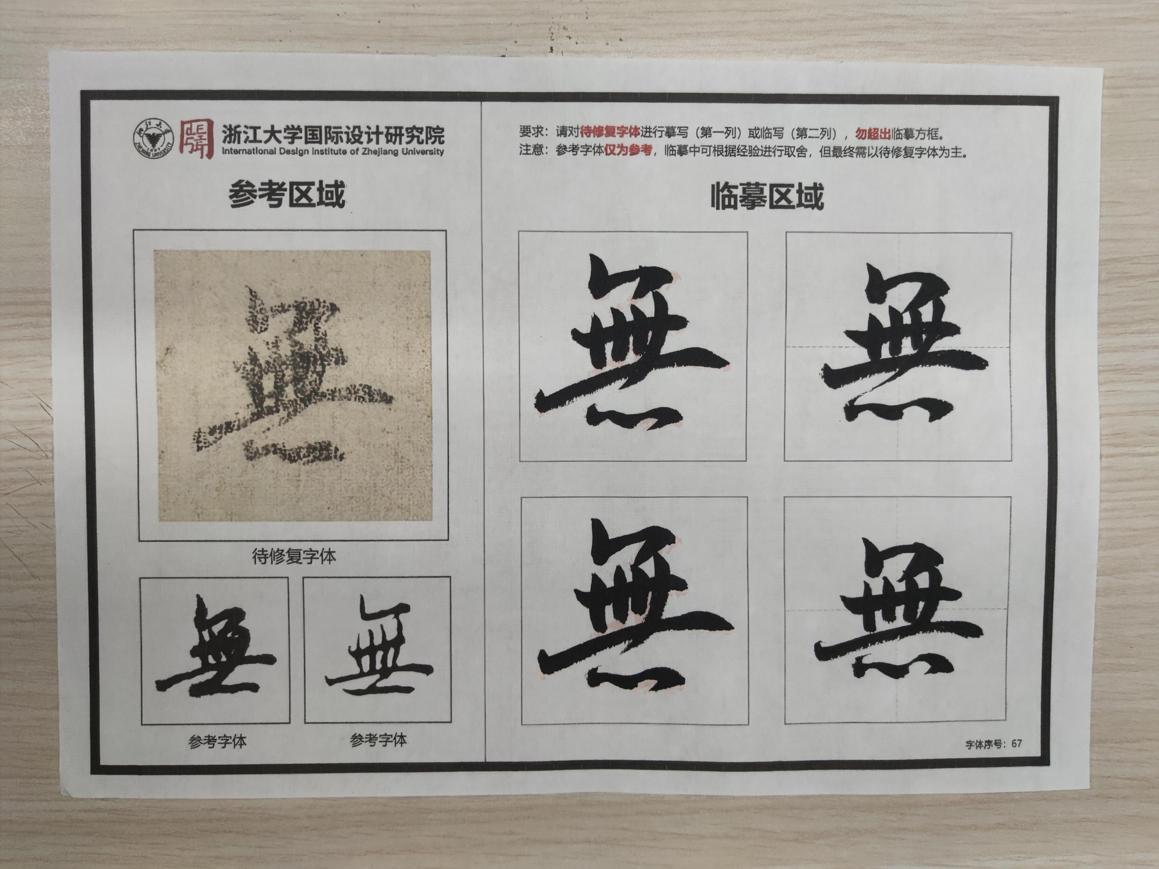 浙江大学国际设计研究院
International Design Institute of Zhejiang University
参考区域
無
待修复字体
無
無
参考字体
参考字体
要求：请对待修复字体进行摹写（第一列）或临写（第二列），勿超出临摹方框。
注意：参考字体仅为参考，临摹中可根据经验进行取舍，但最终需以待修复字体为主。
临摹区域
無
無
無
無
字体序号：67